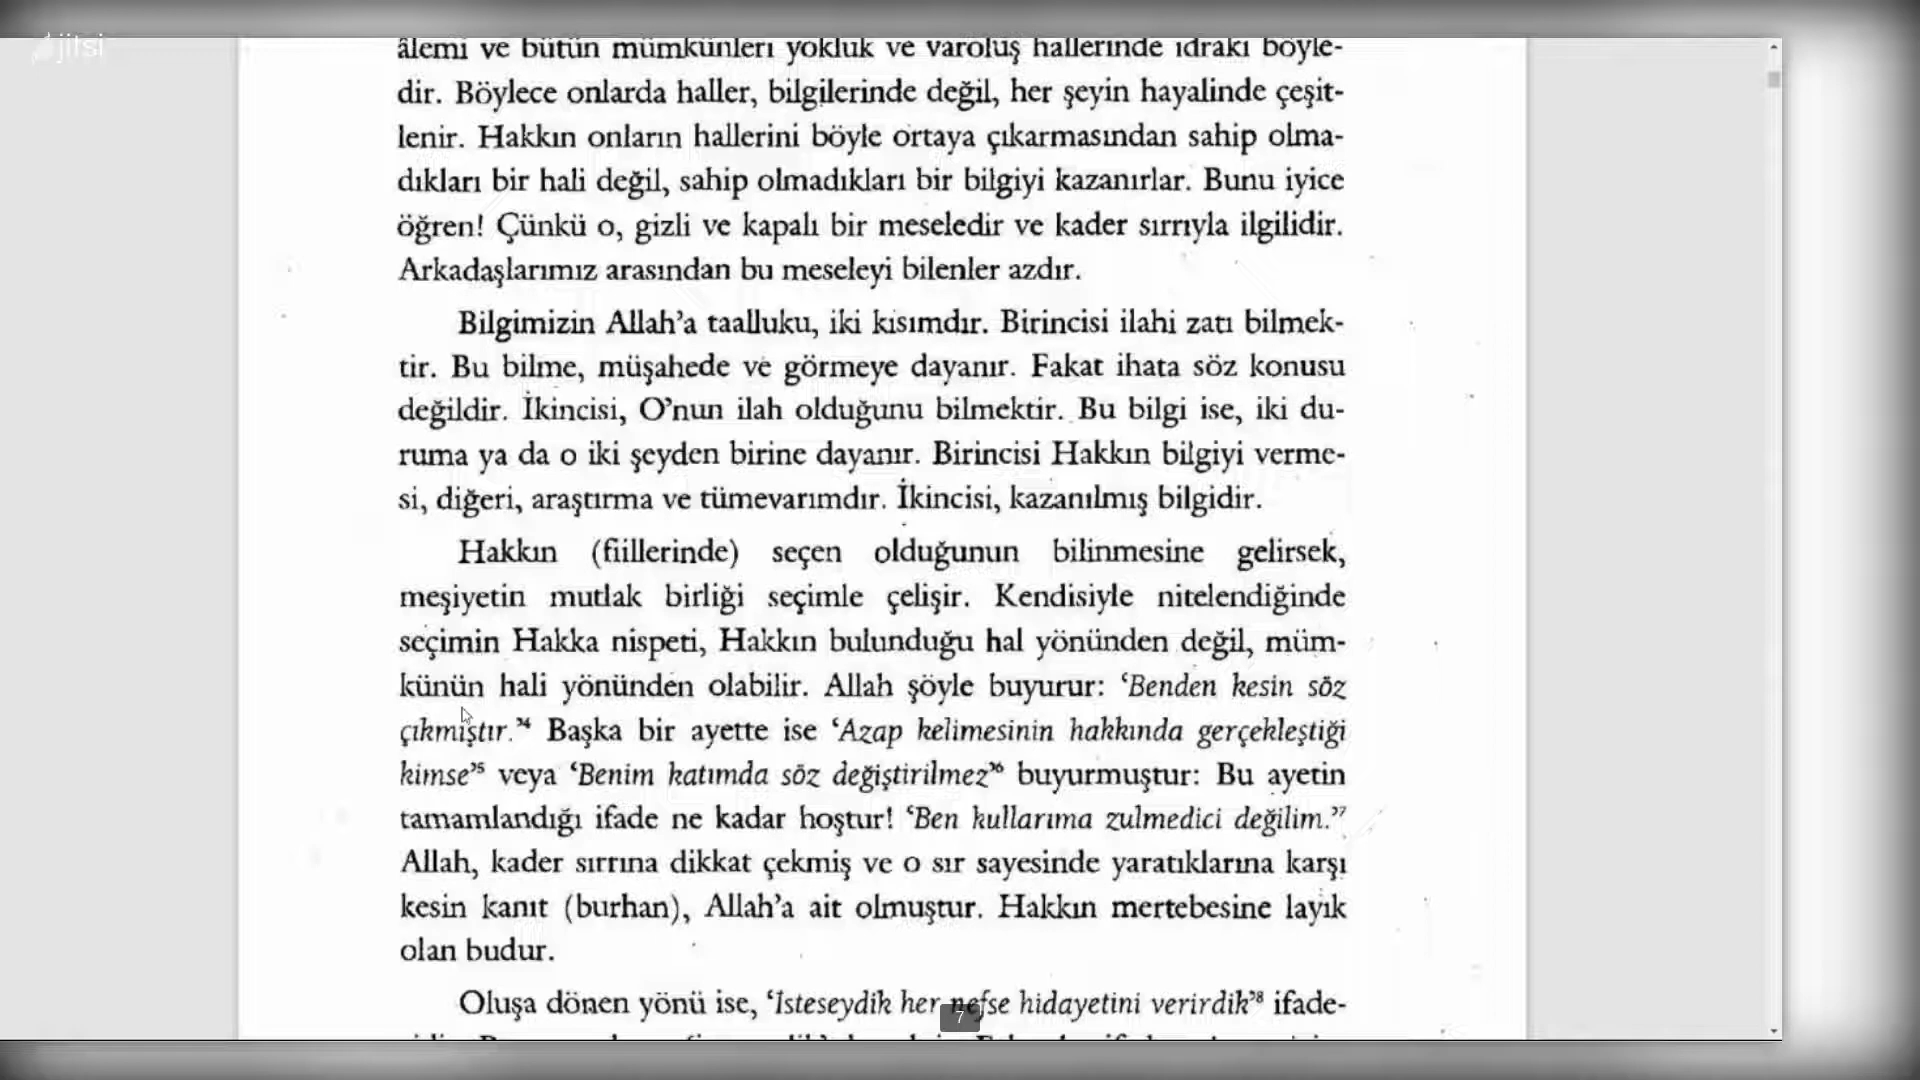 jitsi
âlemi ve bütün mümkünleri yokluk ve varoluş hallerinde idraki böyle-
dir. Böylece onlarda haller, bilgilerinde değil, her şeyin hayalinde çeşit-
lenir. Hakkın onların hallerini böyle ortaya çıkarmasından sahip olma-
dıkları bir hali değil, sahip olmadıkları bir bilgiyi kazanırlar. Bunu iyice
öğren! Çünkü o, gizli ve kapalı bir meseledir ve kader sırrıyla ilgilidir.
Arkadaşlarımız arasından bu meseleyi bilenler azdır.
Bilgimizin Allah’a taalluku, iki kısımdır. Birincisi ilahi zatı bilmek-
tir. Bu bilme, müşahede ve görmeye dayanır. Fakat ihata söz konusu
değildir. İkincisi, O’nun ilah olduğunu bilmektir. Bu bilgi ise, iki du-
ruma ya da o iki şeyden birine dayanır. Birincisi Hakkın bilgiyi verme-
si, diğeri, araştırma ve tümevarımdır. İkincisi, kazanılmış bilgidir.
Hakkın (fiillerinde) seçen olduğunun bilinmesine gelirsek,
meşiyetin mutlak birliği seçimle çelişir. Kendisiyle nitelendiğinde
seçimin Hakka nispeti, Hakkın bulunduğu hal yönünden değil, müm-
künün hali yönünden olabilir. Allah şöyle buyurur: ‘Benden kesin söz
çıkmıştır.’⁴ Başka bir ayette ise ‘Azap kelimesinin hakkında gerçekleştiği
kimse’⁵ veya ‘Benim katımda söz değiştirilmez’⁶ buyurmuştur: Bu ayetin
tamamlandığı ifade ne kadar hoştur! ‘Ben kullarıma zulmedici değilim.’⁷
Allah, kader sırrına dikkat çekmiş ve o sır sayesinde yaratıklarına karşı
kesin kanıt (burhan), Allah’a ait olmuştur. Hakkın mertebesine layık
olan budur.
Oluşa dönen yönü ise, ‘İsteseydik her nefse hidayetini verirdik’⁸ ifade-
7